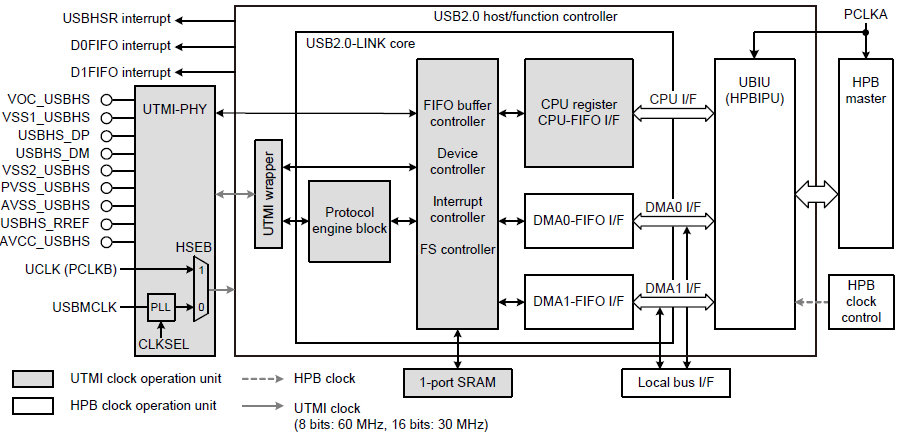 USB2.0 host/function controller
USBHSR interrupt
D0FIFO interrupt
D1FIFO interrupt
PCLKA
USB2.0-LINK core
VOC_USBHS
VSS1_USBHS
USBHS_DP
USBHS_DM
VSS2_USBHS
PVSS_USBHS
AVSS_USBHS
USBHS_RREF
AVCC_USBHS
UCLK (PCLKB)
USBMCLK
UTMI-PHY
HSEB
1
0
PLL
CLKSEL
UTMI wrapper
Protocol
engine block
FIFO buffer
controller
Device
controller
Interrupt
controller
FS controller
CPU register
CPU-FIFO I/F
DMA0-FIFO I/F
DMA1-FIFO I/F
CPU I/F
DMA0 I/F
DMA1 I/F
UBIU
(HPBIPU)
HPB
master
HPB
clock
control
1-port SRAM
Local bus I/F
UTMI clock operation unit
HPB clock operation unit
HPB clock
UTMI clock
(8 bits: 60 MHz, 16 bits: 30 MHz)